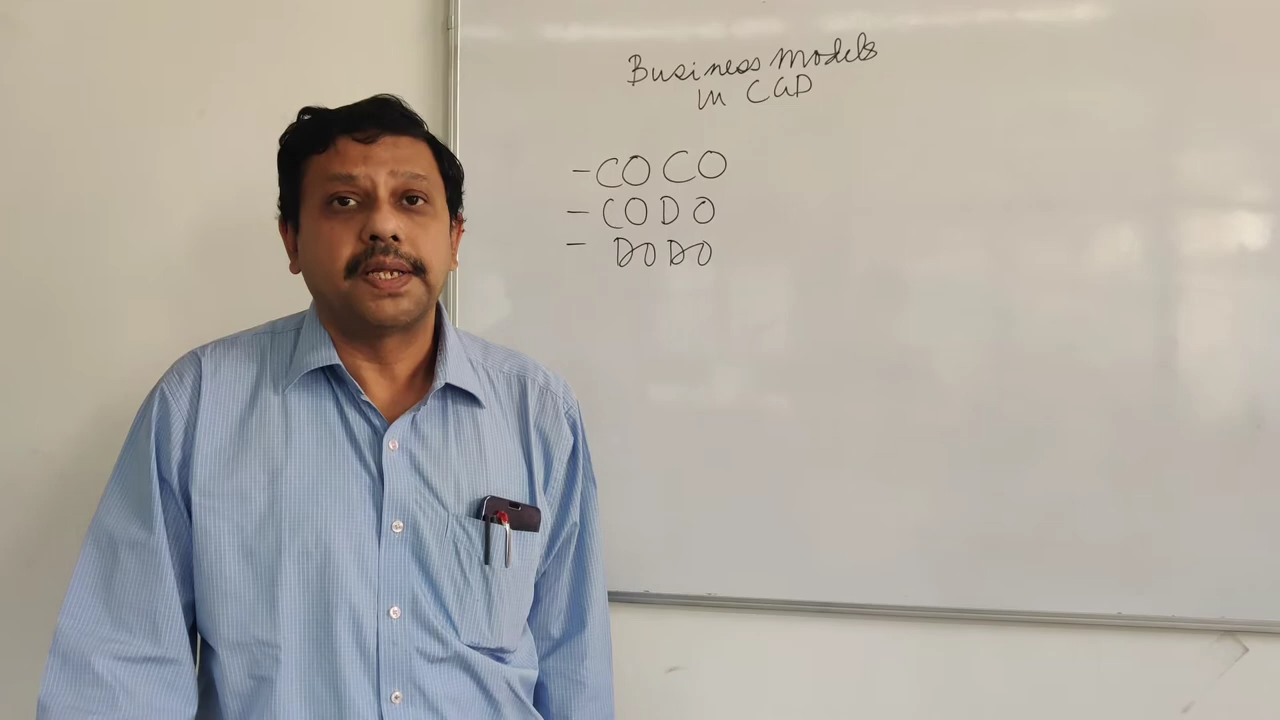 Business Models
in CGD
- COCO
- CODO
- DODO